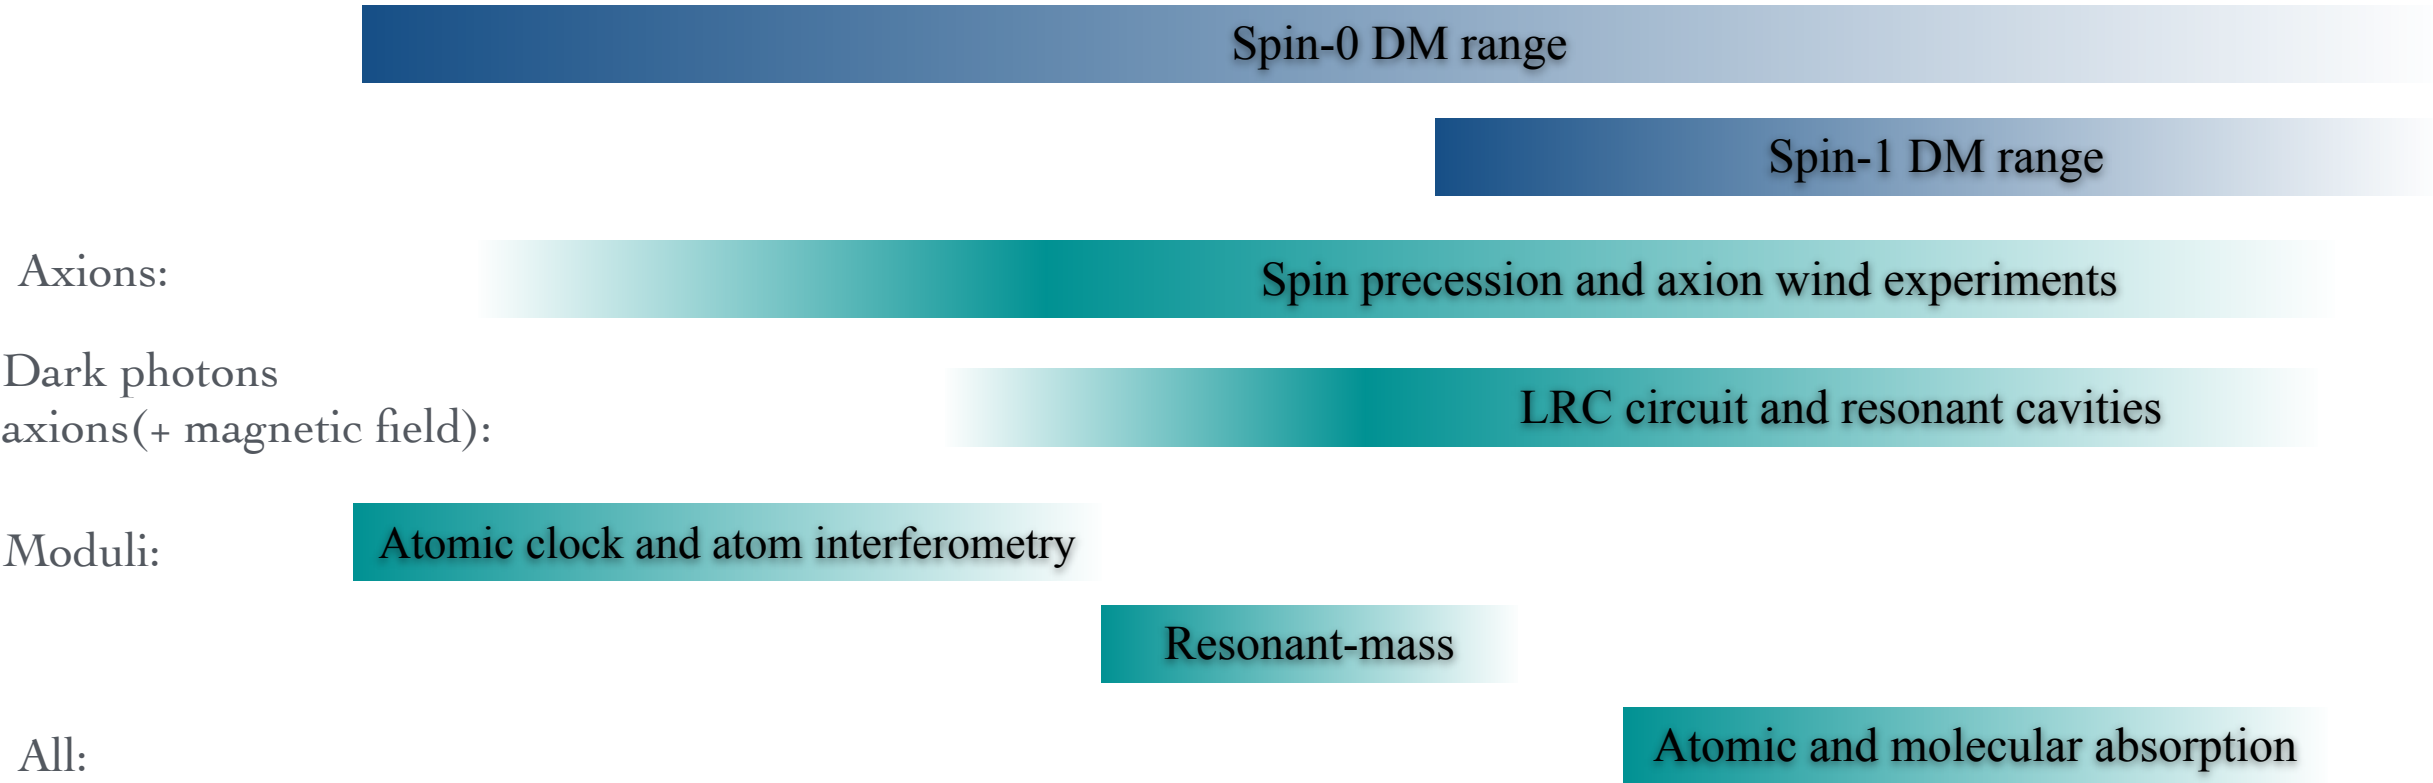 Spin-0 DM range
Spin-1 DM range
Axions:
Spin precession and axion wind experiments
Dark photons
axions(+ magnetic field):
LRC circuit and resonant cavities
Moduli:
Atomic clock and atom interferometry
Resonant-mass
All:
Atomic and molecular absorption